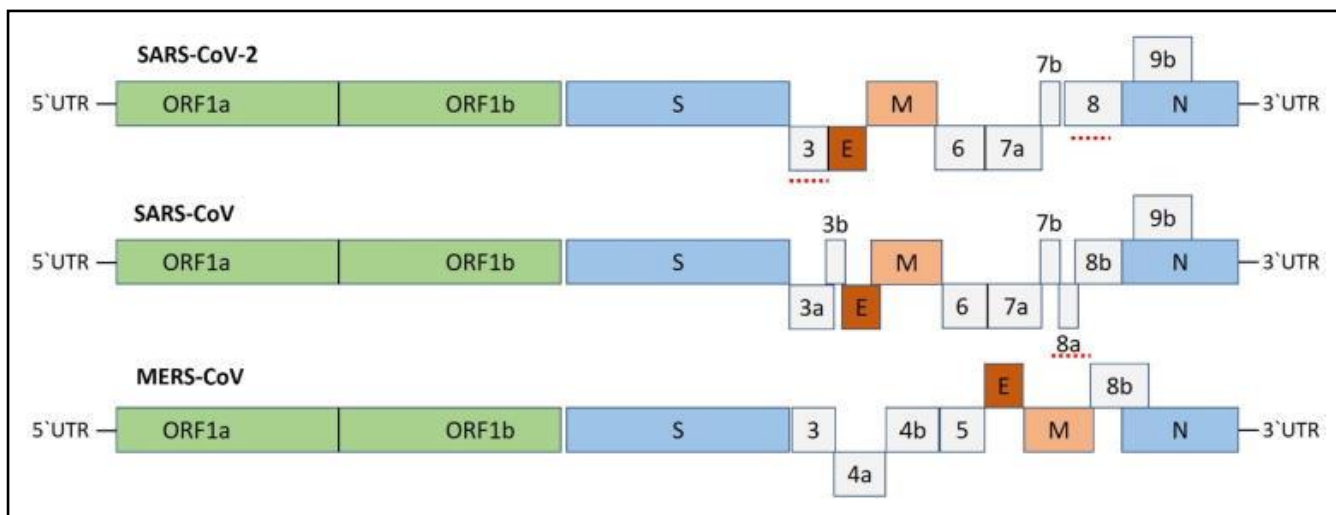 SARS-CoV-2
7b 9b
5`UTR ORF1a ORF1b S M 8 N 3`UTR
3 E 6 7a
SARS-CoV
3b 7b 9b
5`UTR ORF1a ORF1b S M 8b N 3`UTR
3a E 6 7a
8a
MERS-CoV
E 8b
5`UTR ORF1a ORF1b S 3 4b 5 M N 3`UTR
4a